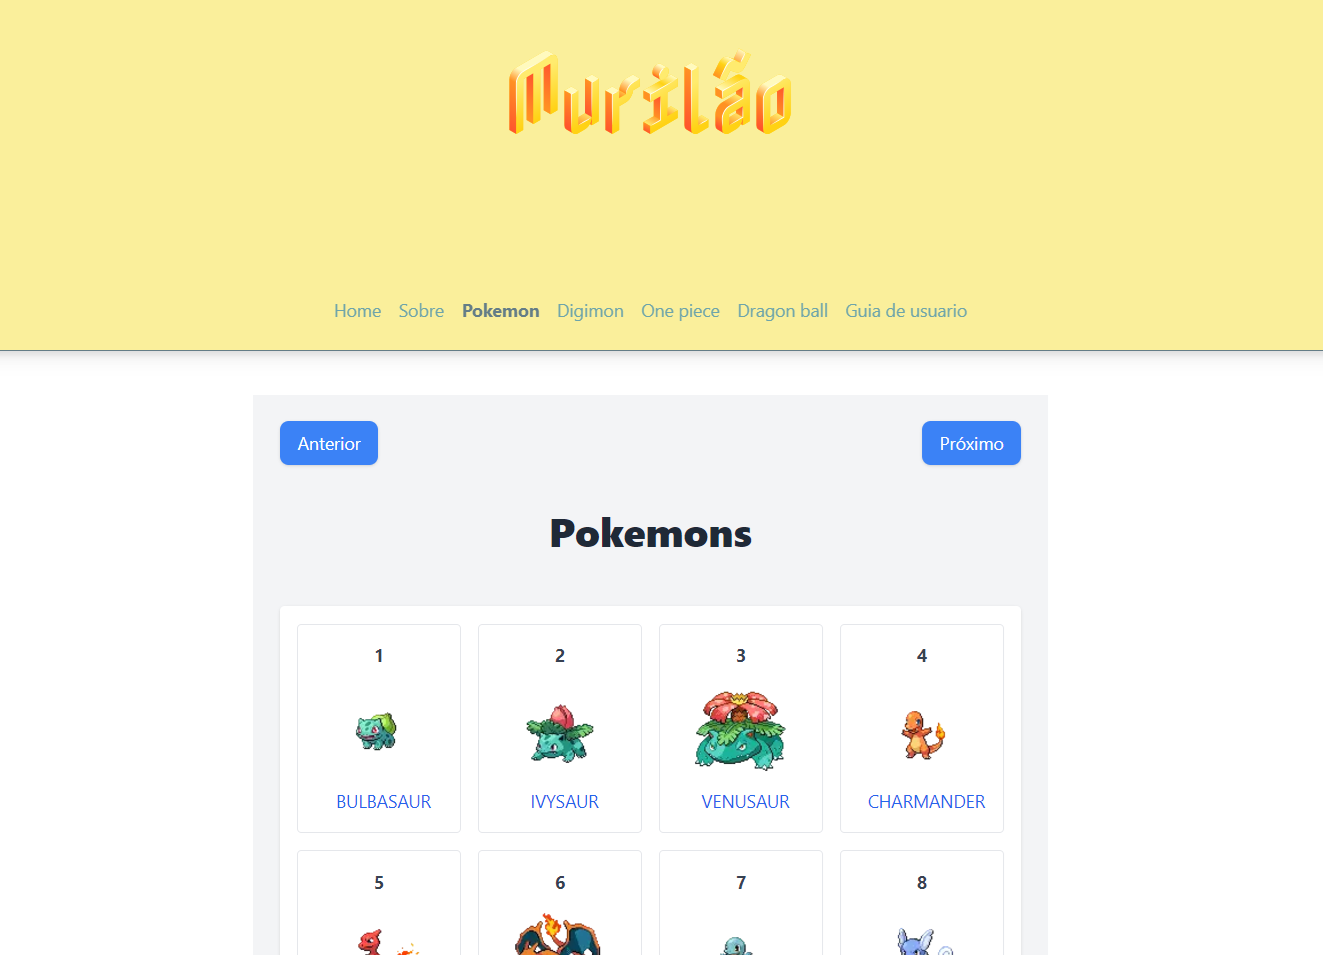 Murilão
Home Sobre Pokemon Digimon One piece Dragon ball Guia de usuario
Anterior Próximo
Pokemons
1 2 3 4
BULBASAUR IVYSAUR VENUSAUR CHARMANDER
5 6 7 8